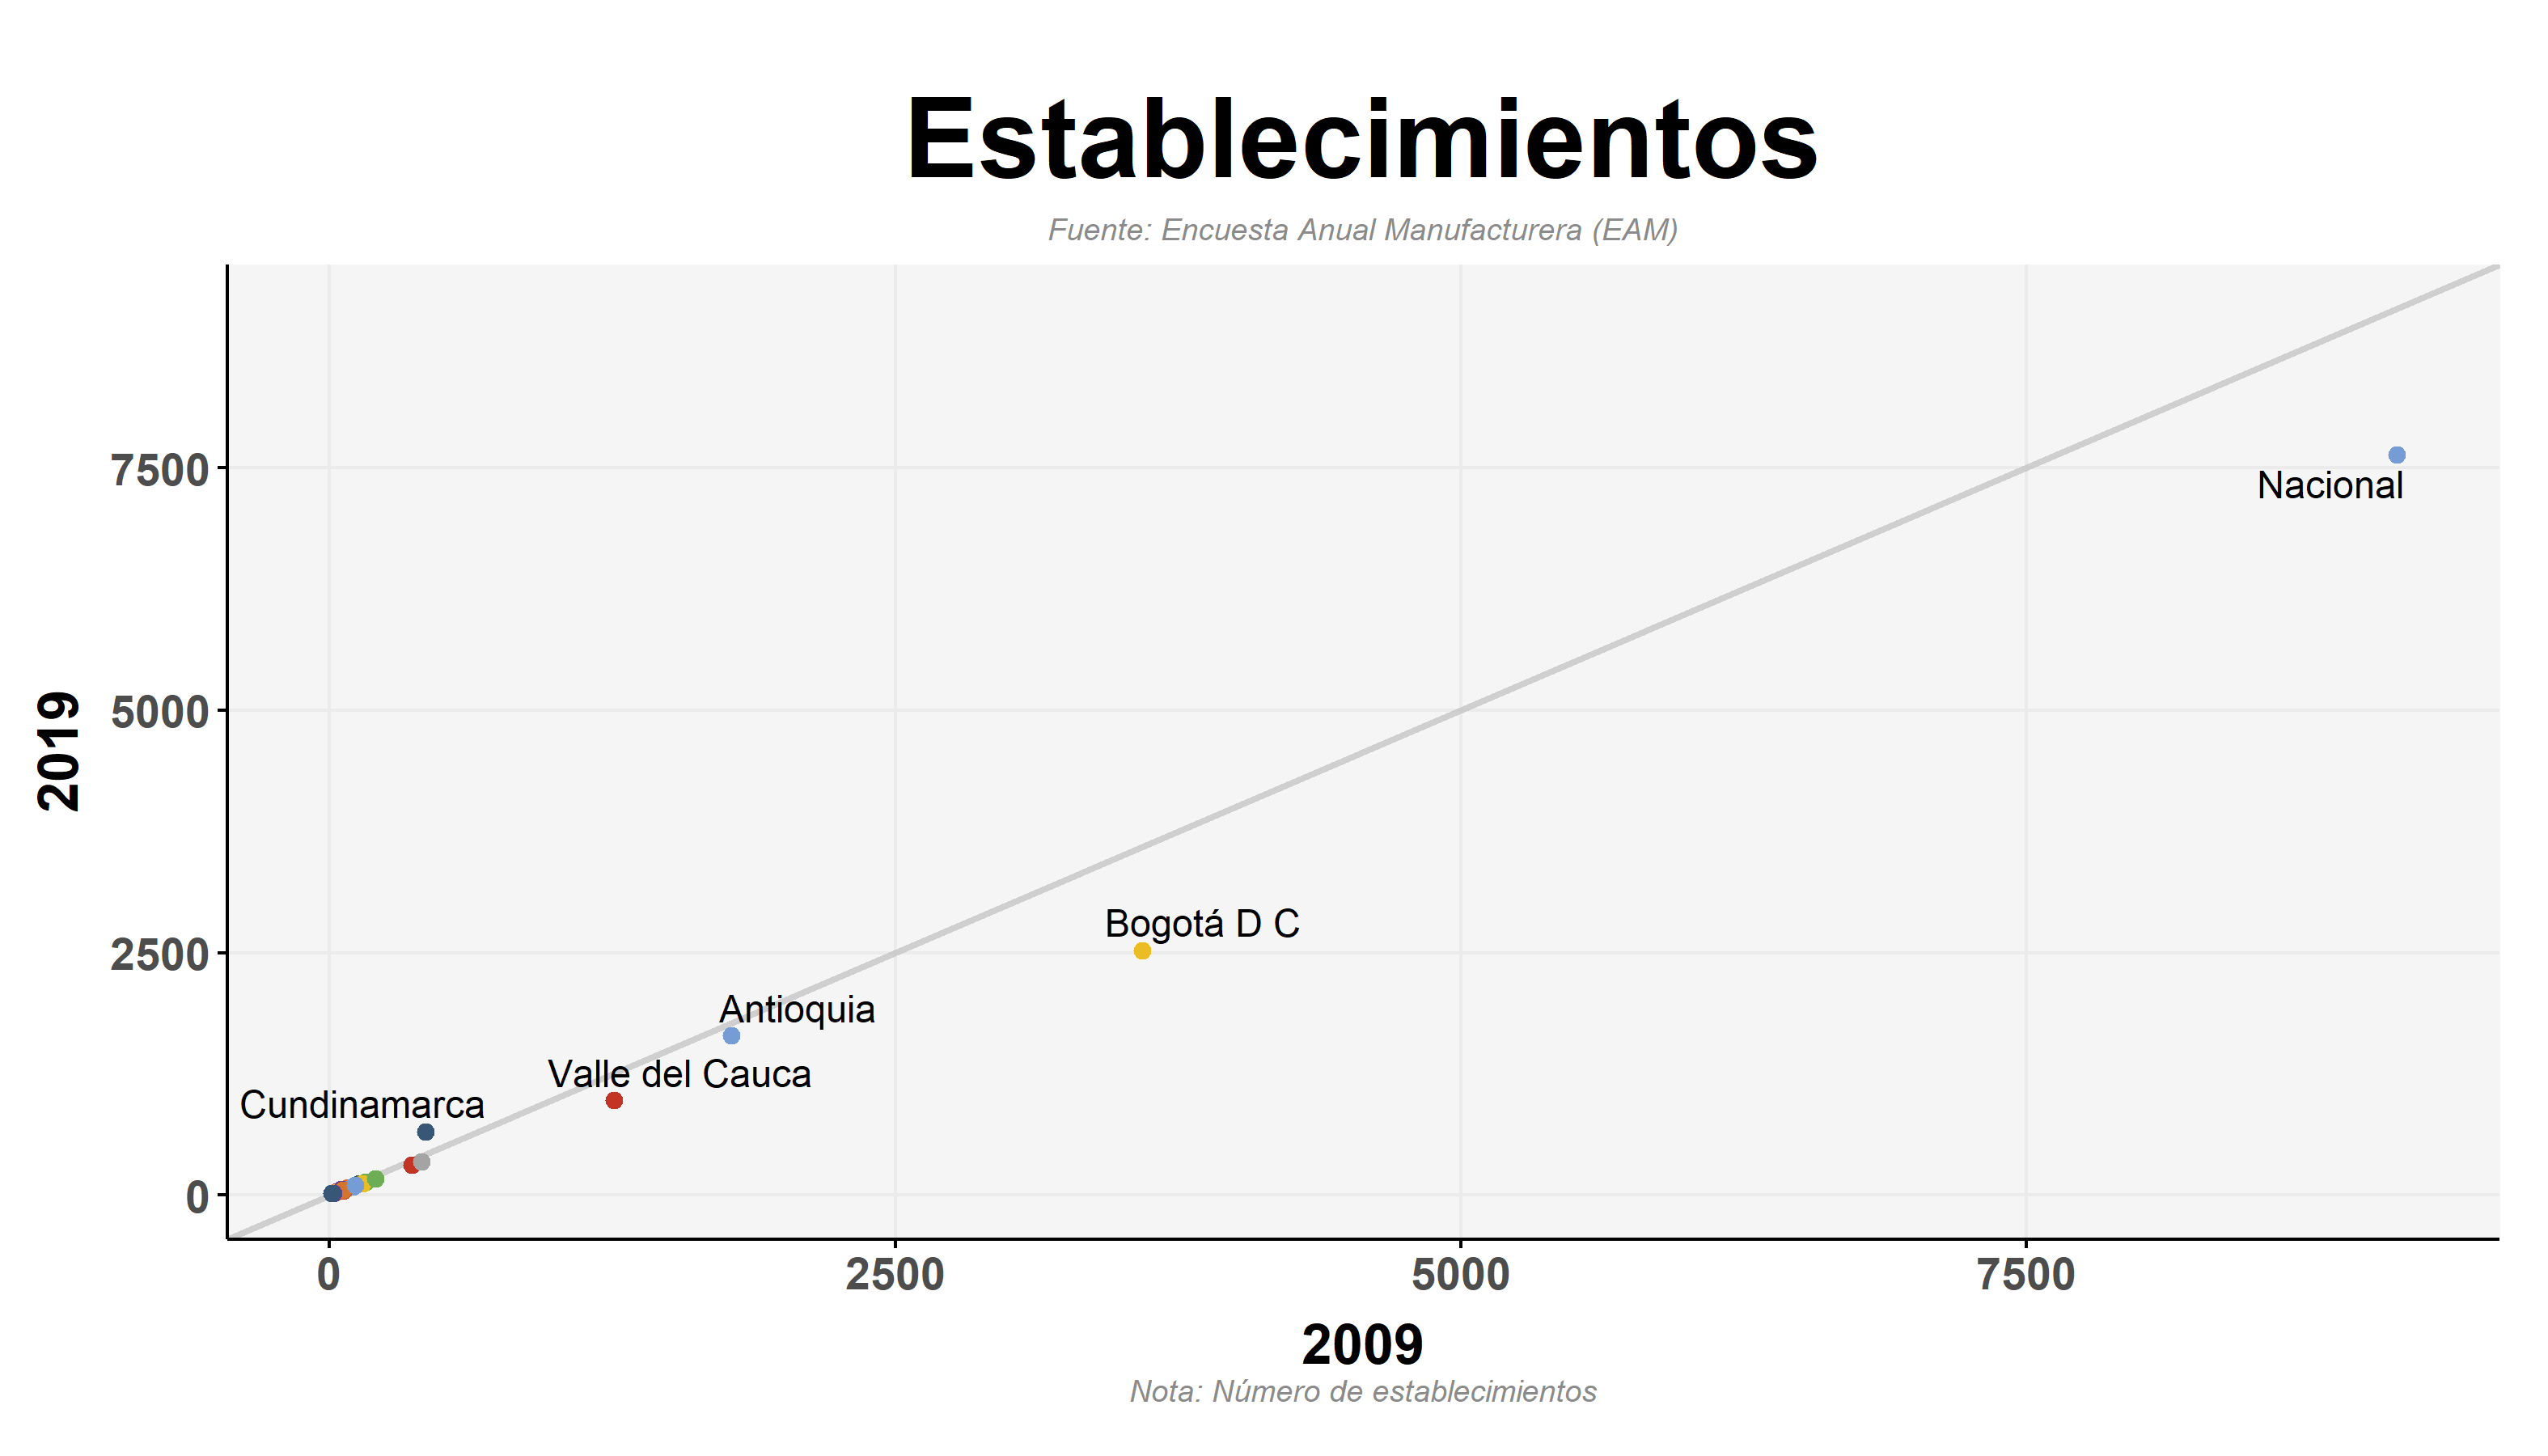 Establecimientos
Fuente: Encuesta Anual Manufacturera (EAM)
7500
Nacional
5000
2019
Bogotá D C
2500
Antioquia
Valle del Cauca
Cundinamarca
0
0 2500 5000 7500
2009
Nota: Número de establecimientos